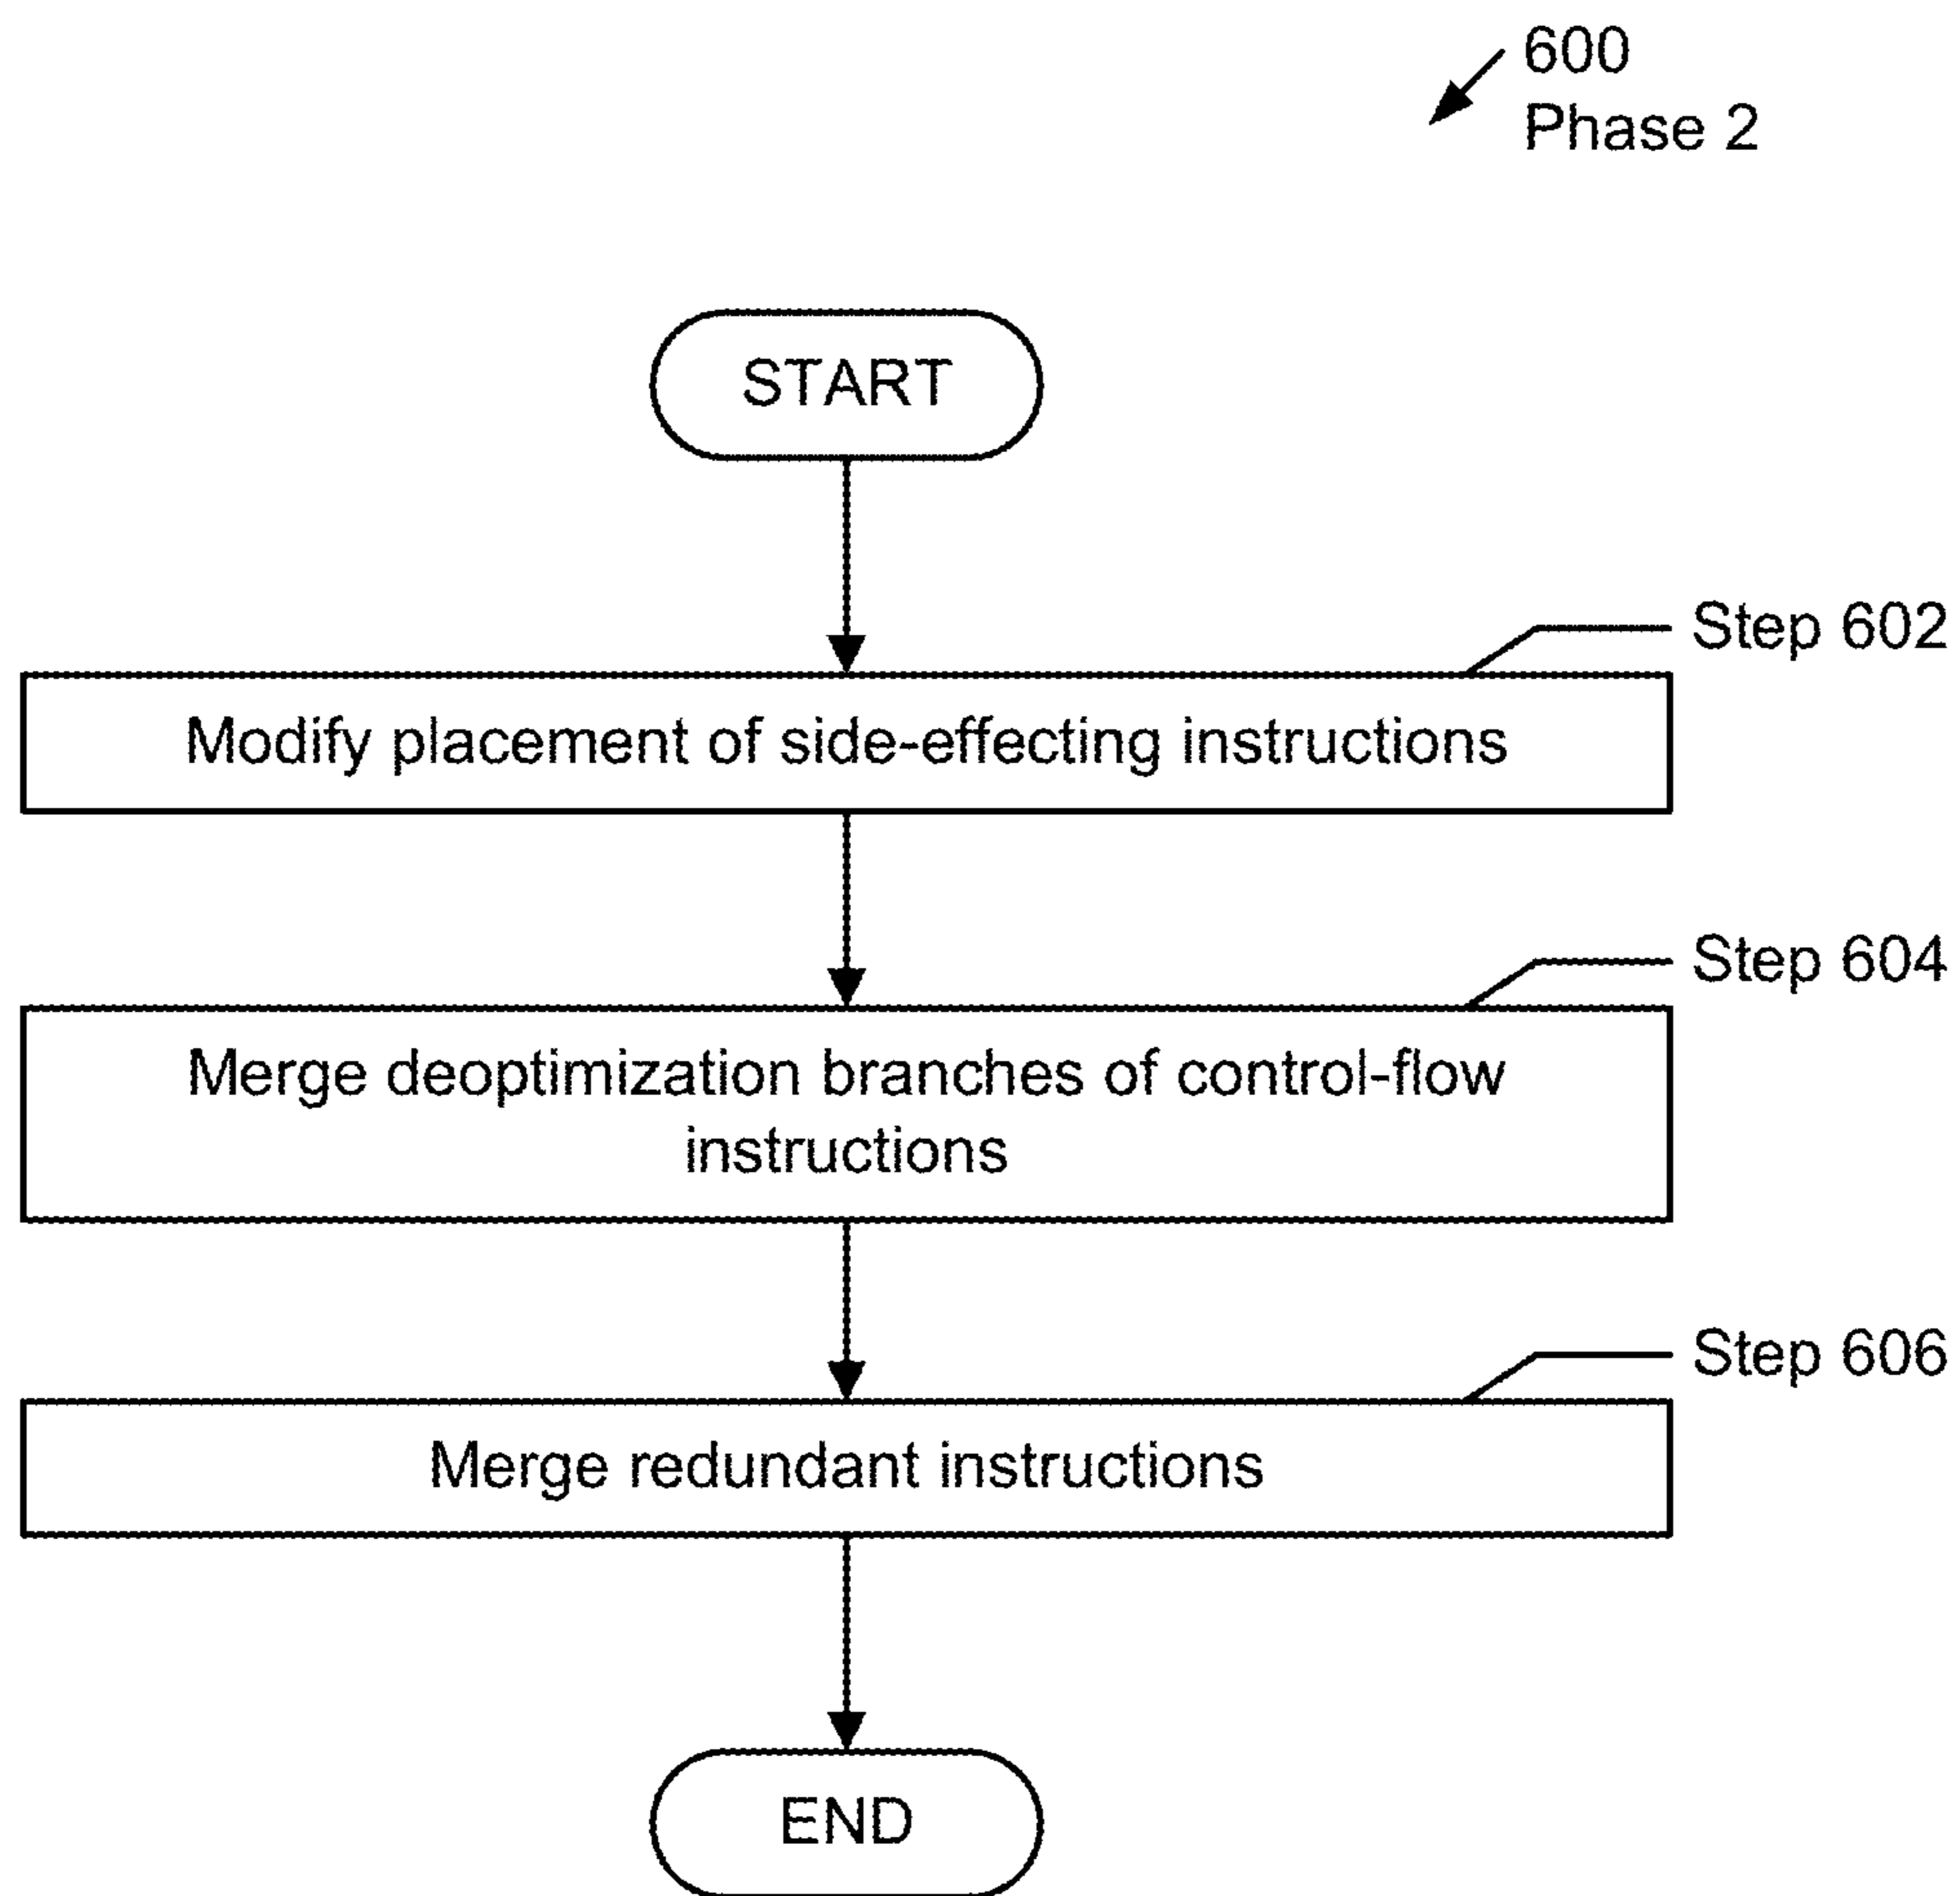 600
Phase 2
START
Step 602
Modify placement of side-effecting instructions
Step 604
Merge deoptimization branches of control-flow
instructions
Step 606
Merge redundant instructions
END